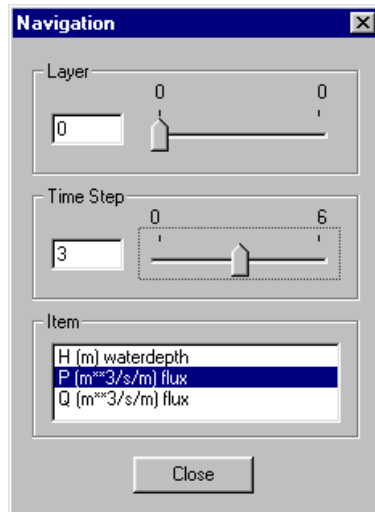 Navigation
Layer
0 0
0
Time Step
0 6
3
Item
H (m) waterdepth
P (m**3/s/m) flux
Q (m**3/s/m) flux
Close